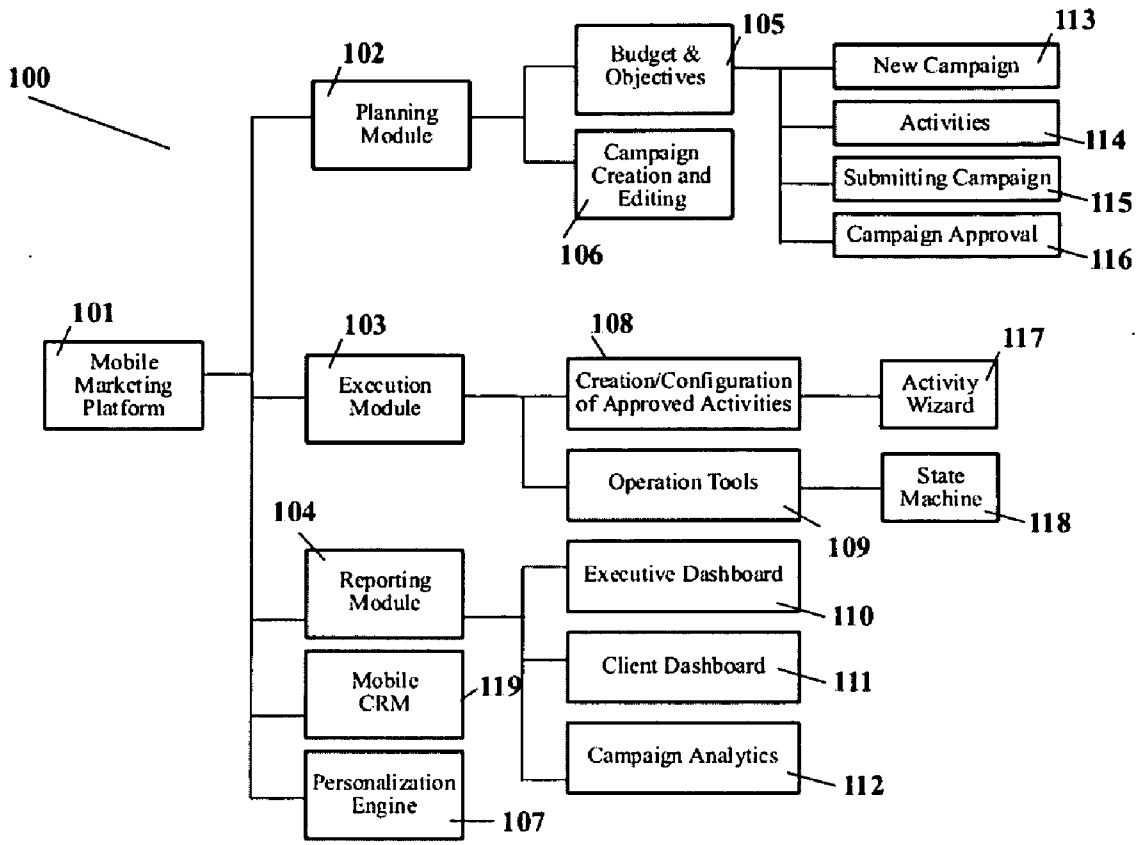 100
101
Mobile
Marketing
Platform
102
Planning
Module
105
Budget &
Objectives
Campaign
Creation and
Editing
106
113
New Campaign
Activities
114
Submitting Campaign
115
Campaign Approval
116
103
Execution
Module
108
Creation/Configuration
of Approved Activities
117
Activity
Wizard
Operation Tools
109
State
Machine
118
104
Reporting
Module
Executive Dashboard
110
Client Dashboard
111
Campaign Analytics
112
Mobile
CRM
119
Personalization
Engine
107